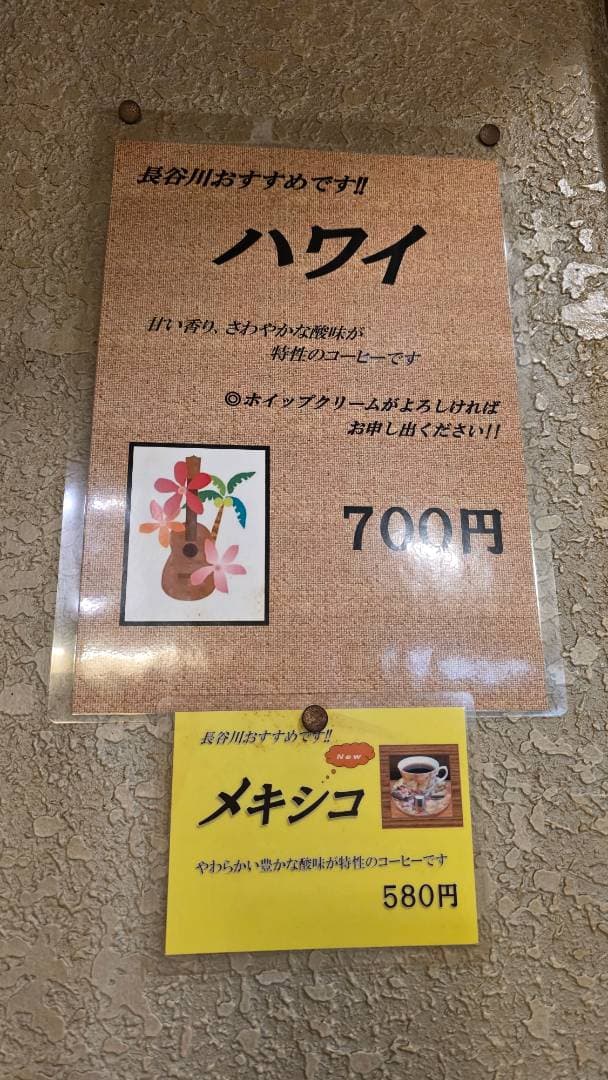 長谷川おすすめです!!
ハワイ
甘い香り、さわやかな酸味が
特性のコーヒーです
◎ホイップクリームがよろしければ
お申し出ください!!
700円
長谷川おすすめです!!
New
メキシコ
やわらかい豊かな酸味が特性のコーヒーです
580円